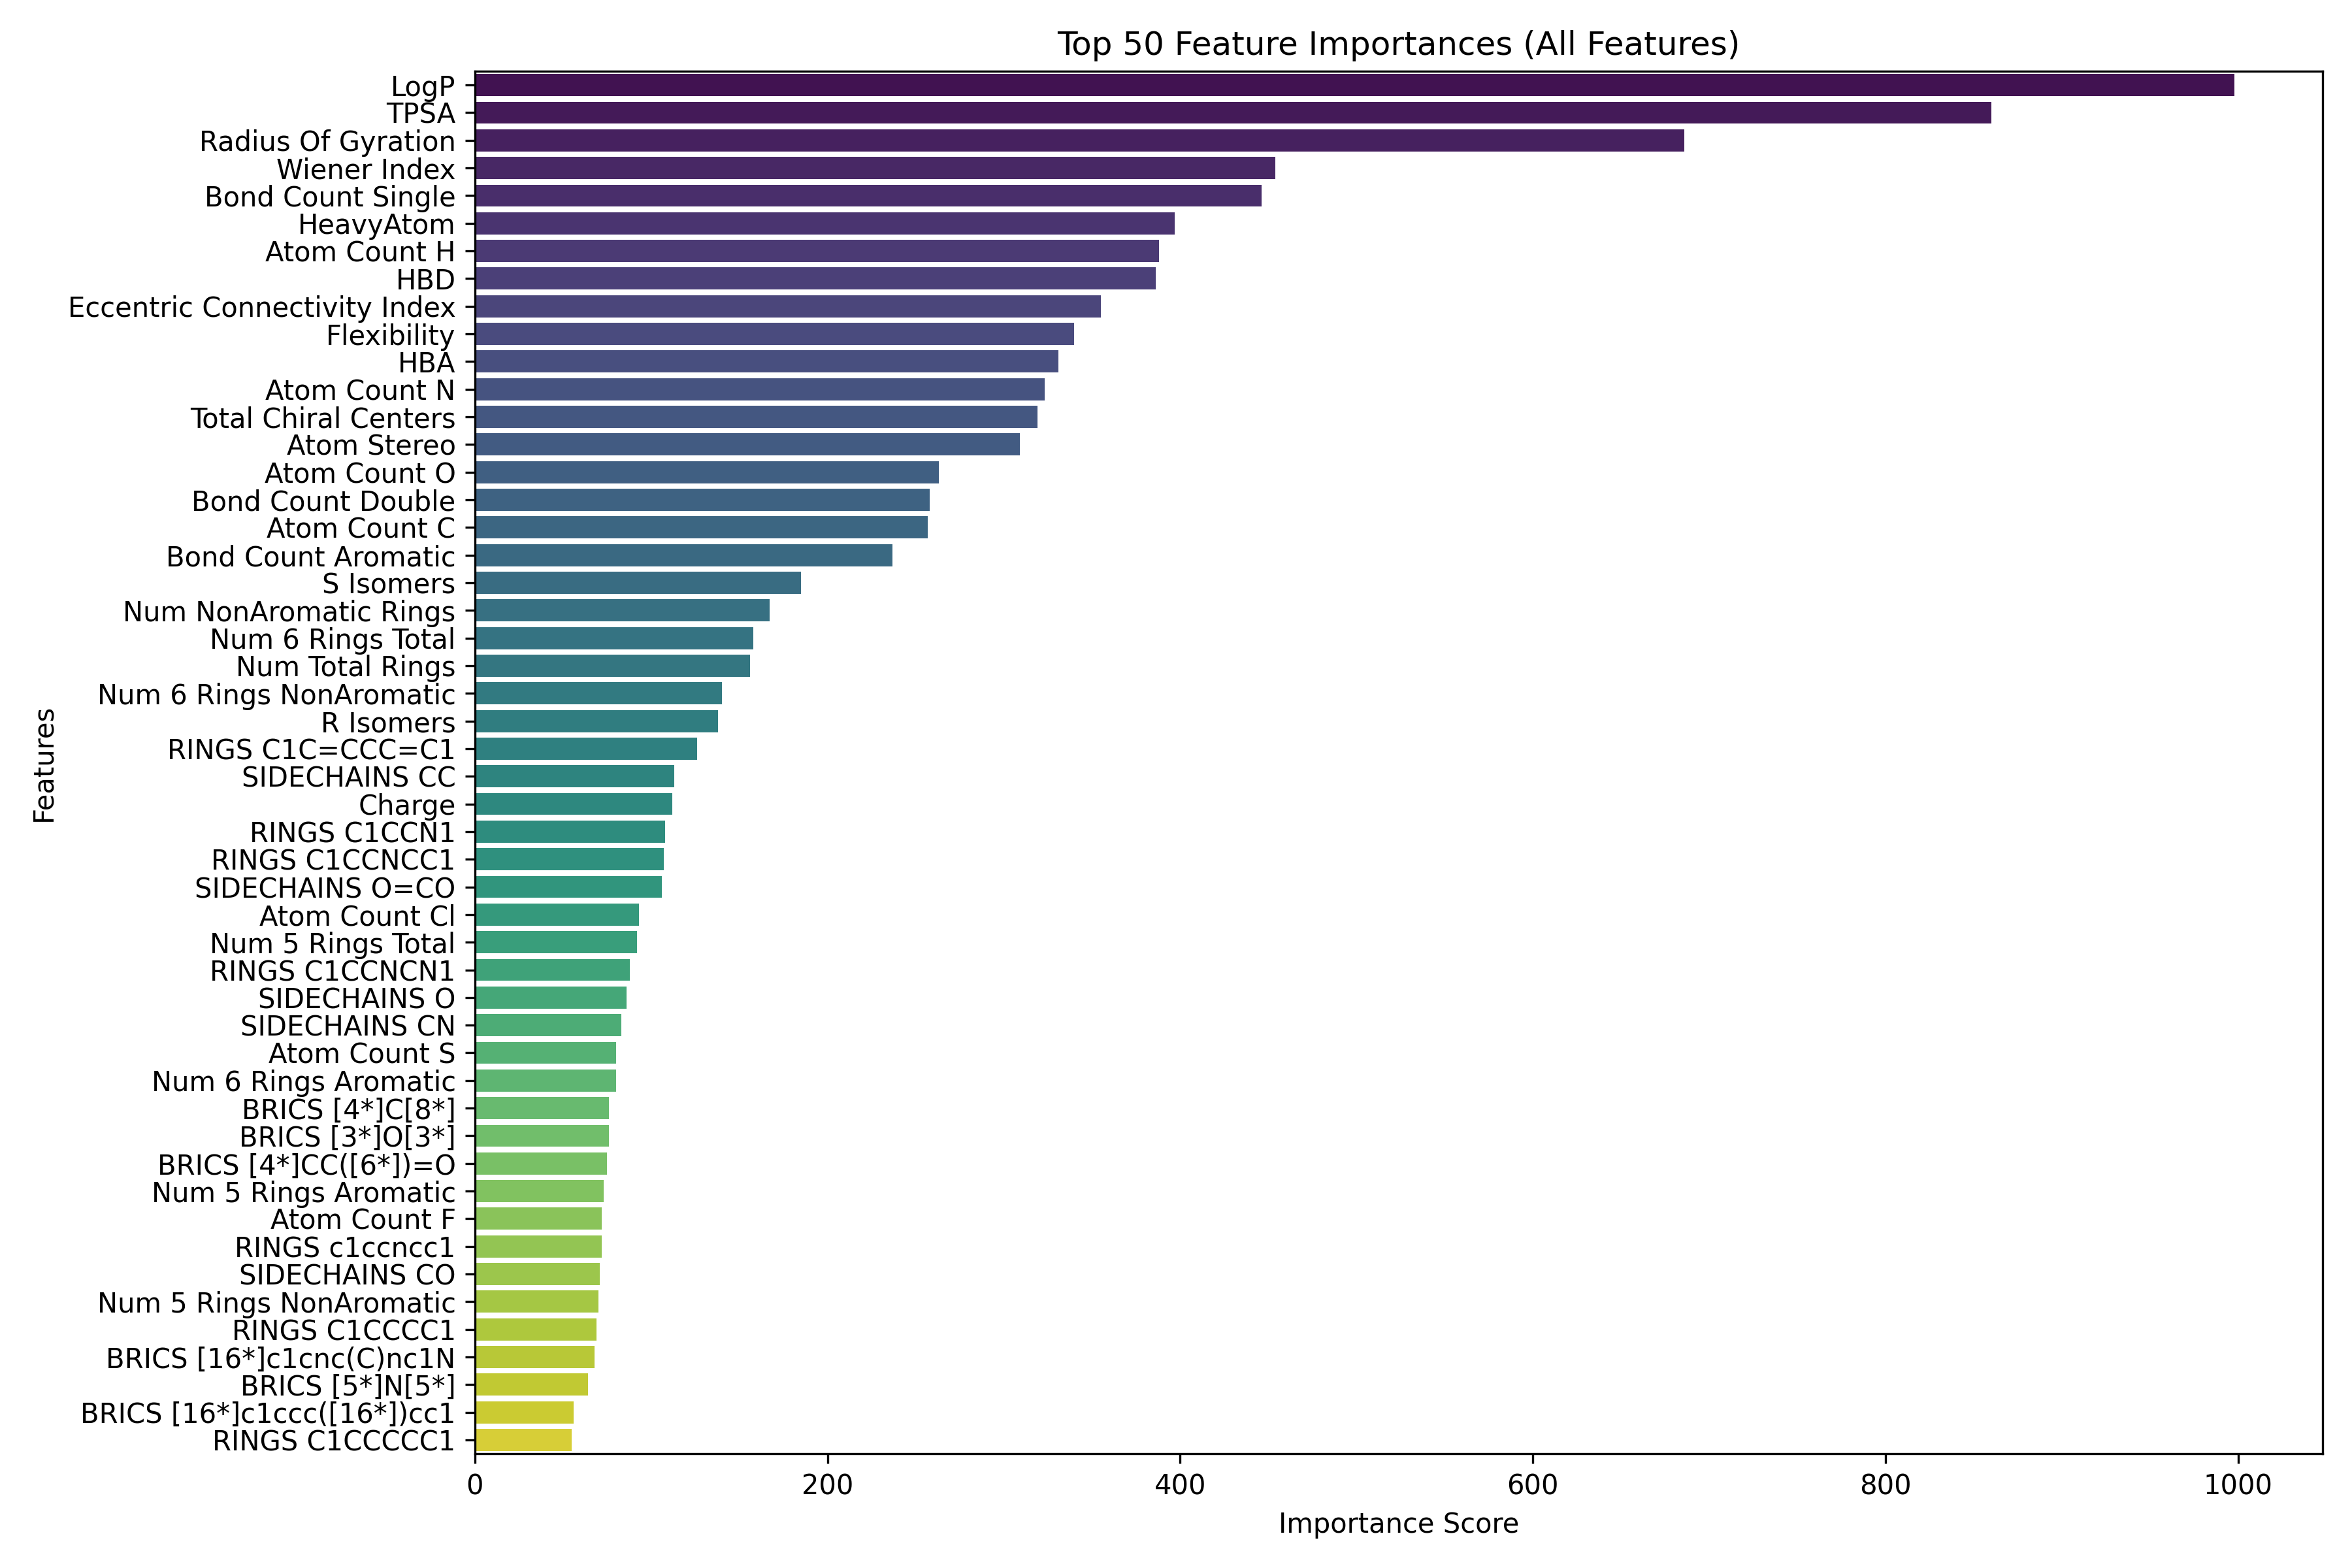 Top 50 Feature Importances (All Features)
LogP
TPSA
Radius Of Gyration
Wiener Index
Bond Count Single
HeavyAtom
Atom Count H
HBD
Eccentric Connectivity Index
Flexibility
HBA
Atom Count N
Total Chiral Centers
Atom Stereo
Atom Count O
Bond Count Double
Atom Count C
Bond Count Aromatic
S Isomers
Num NonAromatic Rings
Num 6 Rings Total
Num Total Rings
Num 6 Rings NonAromatic
R Isomers
RINGS C1C=CCC=C1
SIDECHAINS CC
Charge
RINGS C1CCN1
RINGS C1CCNCC1
SIDECHAINS O=CO
Atom Count Cl
Num 5 Rings Total
RINGS C1CCNCN1
SIDECHAINS O
SIDECHAINS CN
Atom Count S
Num 6 Rings Aromatic
BRICS [4*]C[8*]
BRICS [3*]O[3*]
BRICS [4*]CC([6*])=O
Num 5 Rings Aromatic
Atom Count F
RINGS c1ccncc1
SIDECHAINS CO
Num 5 Rings NonAromatic
RINGS C1CCCC1
BRICS [16*]c1cnc(C)nc1N
BRICS [5*]N[5*]
BRICS [16*]c1ccc([16*])cc1
RINGS C1CCCCC1
Features
0 200 400 600 800 1000
Importance Score